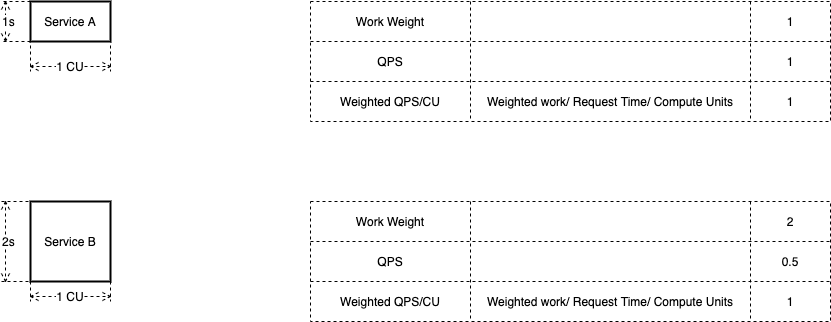 1s
Service A
1 CU
Work Weight 1
QPS 1
Weighted QPS/CU Weighted work/ Request Time/ Compute Units 1
2s
Service B
1 CU
Work Weight 2
QPS 0.5
Weighted QPS/CU Weighted work/ Request Time/ Compute Units 1